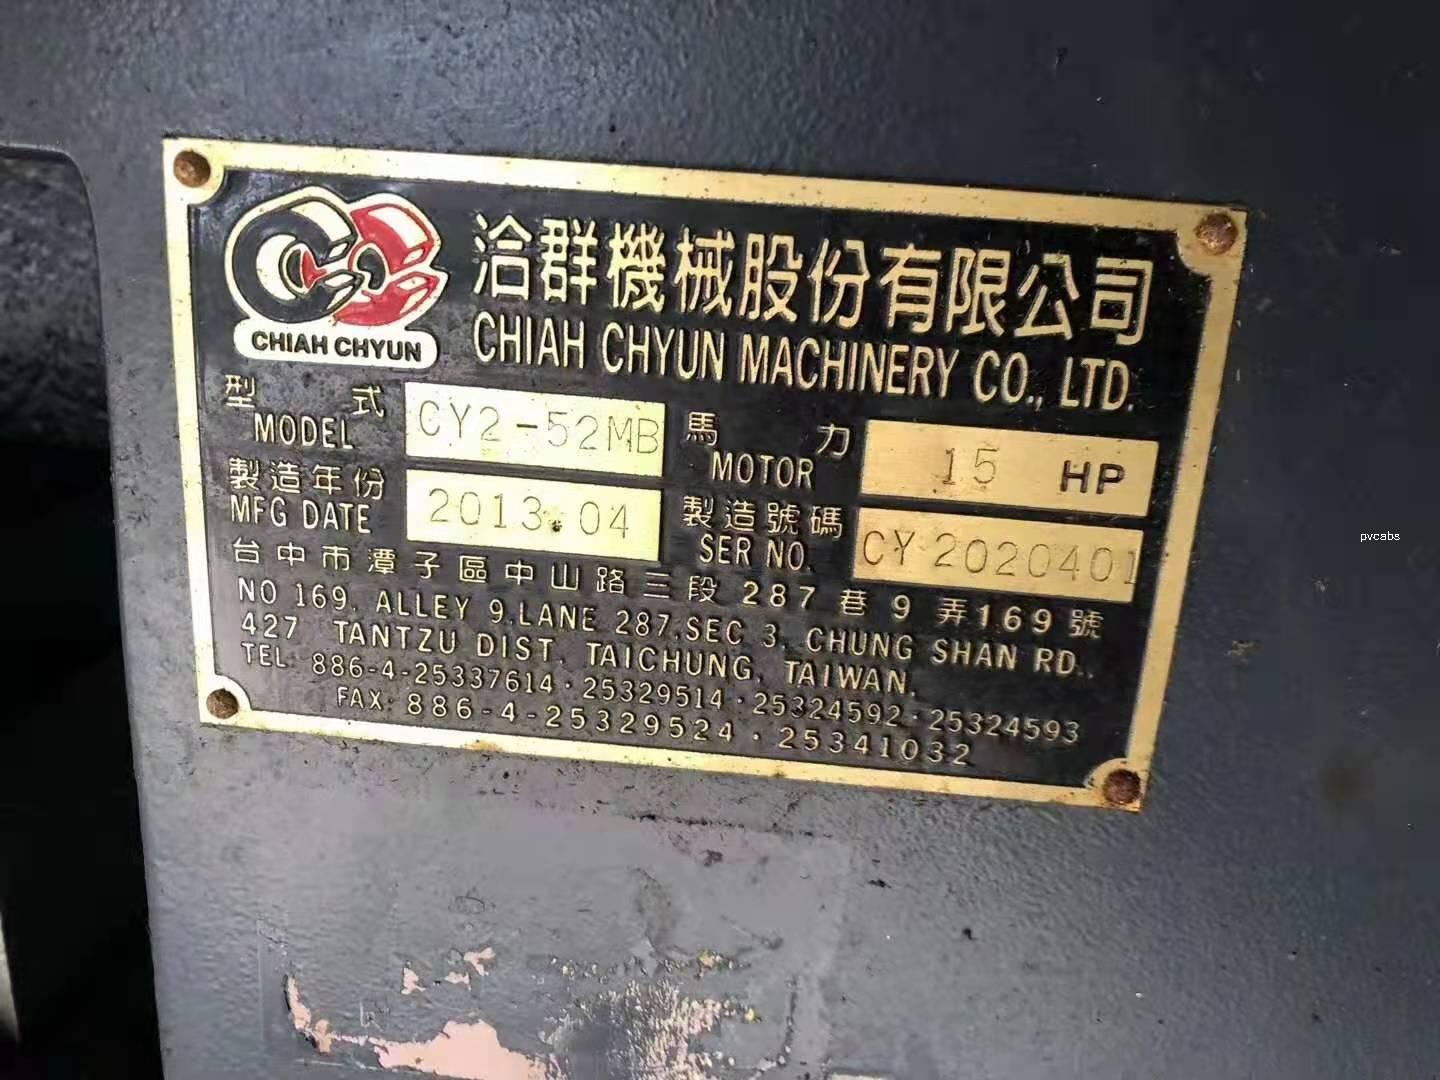 洽群機械股份有限公司
CHIAH CHYUN MACHINERY CO., LTD.
CHIAH CHYUN
型式 CY2-52MB 馬力 15 HP
MODEL MOTOR
製造年份 2013.04 製造號碼 CY2020401
MFG DATE SER NO.
台中市潭子區中山路三段287巷9弄169號
NO 169, ALLEY 9, LANE 287, SEC 3, CHUNG SHAN RD.,
427 TANTZU DIST, TAICHUNG, TAIWAN.
TEL: 886-4-25337614·25329514·25324592·25324593
FAX: 886-4-25329524·25341032
pvcabs